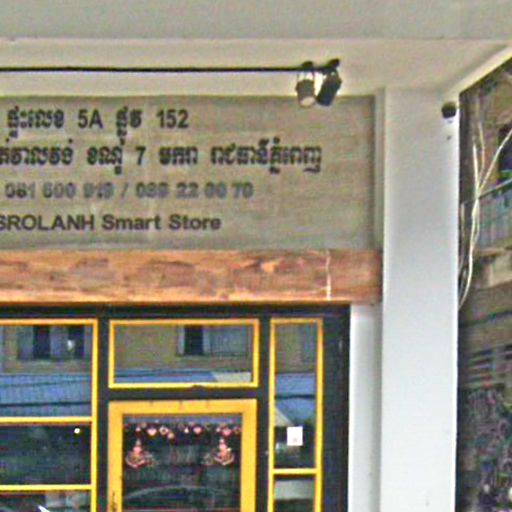 ផ្ទះលេខ 5A ផ្លូវ 152
ខណ្ឌ 7 មករា រាជធានីភ្នំពេញ
081 600 919 / 089 22 00 70
SROLANH Smart Store